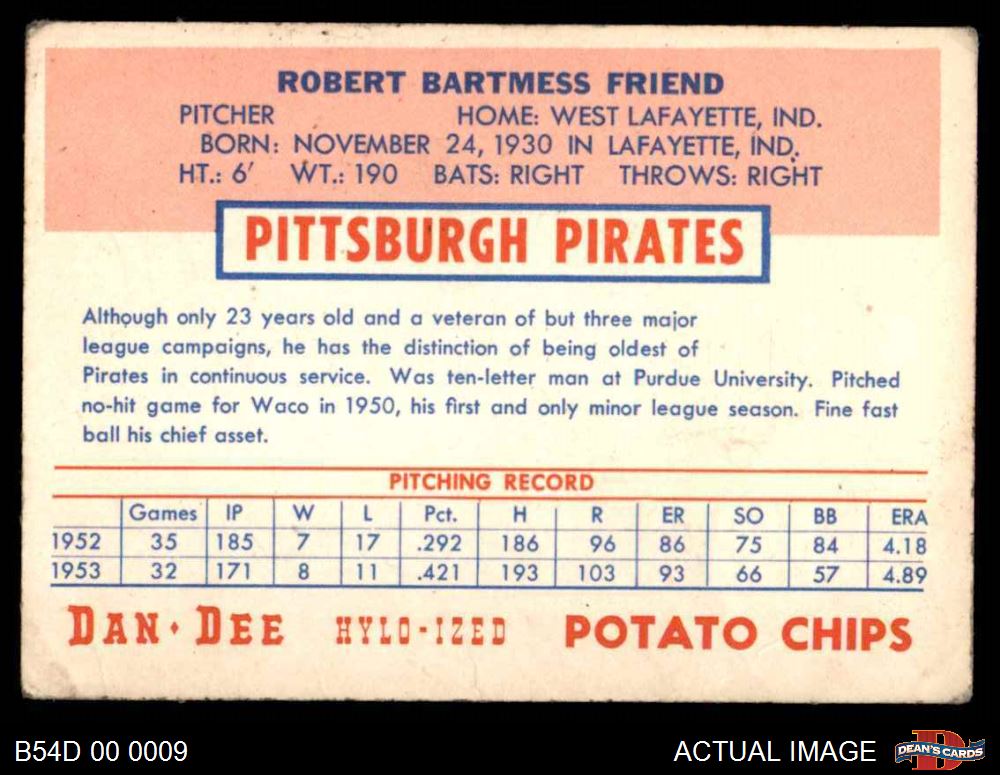 ROBERT BARTMESS FRIEND
PITCHER HOME: WEST LAFAYETTE, IND.
BORN: NOVEMBER 24, 1930 IN LAFAYETTE, IND.
HT.: 6' WT.: 190 BATS: RIGHT THROWS: RIGHT
PITTSBURGH PIRATES
Although only 23 years old and a veteran of but three major
league campaigns, he has the distinction of being oldest of
Pirates in continuous service. Was ten-letter man at Purdue University. Pitched
no-hit game for Waco in 1950, his first and only minor league season. Fine fast
ball his chief asset.
PITCHING RECORD
Games IP W L Pct. H R ER SO BB ERA
1952 35 185 7 17 .292 186 96 86 75 84 4.18
1953 32 171 8 11 .421 193 103 93 66 57 4.89
DAN·DEE HYLO-IZED POTATO CHIPS
B54D 00 0009 ACTUAL IMAGE DEAN'S CARDS